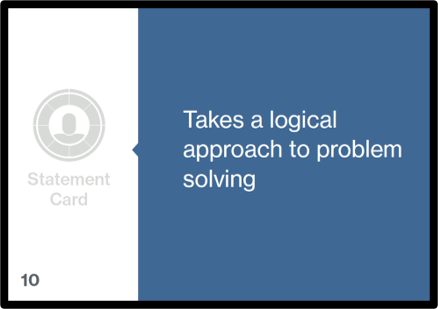 Takes a logical
approach to problem
solving
Statement
Card
10